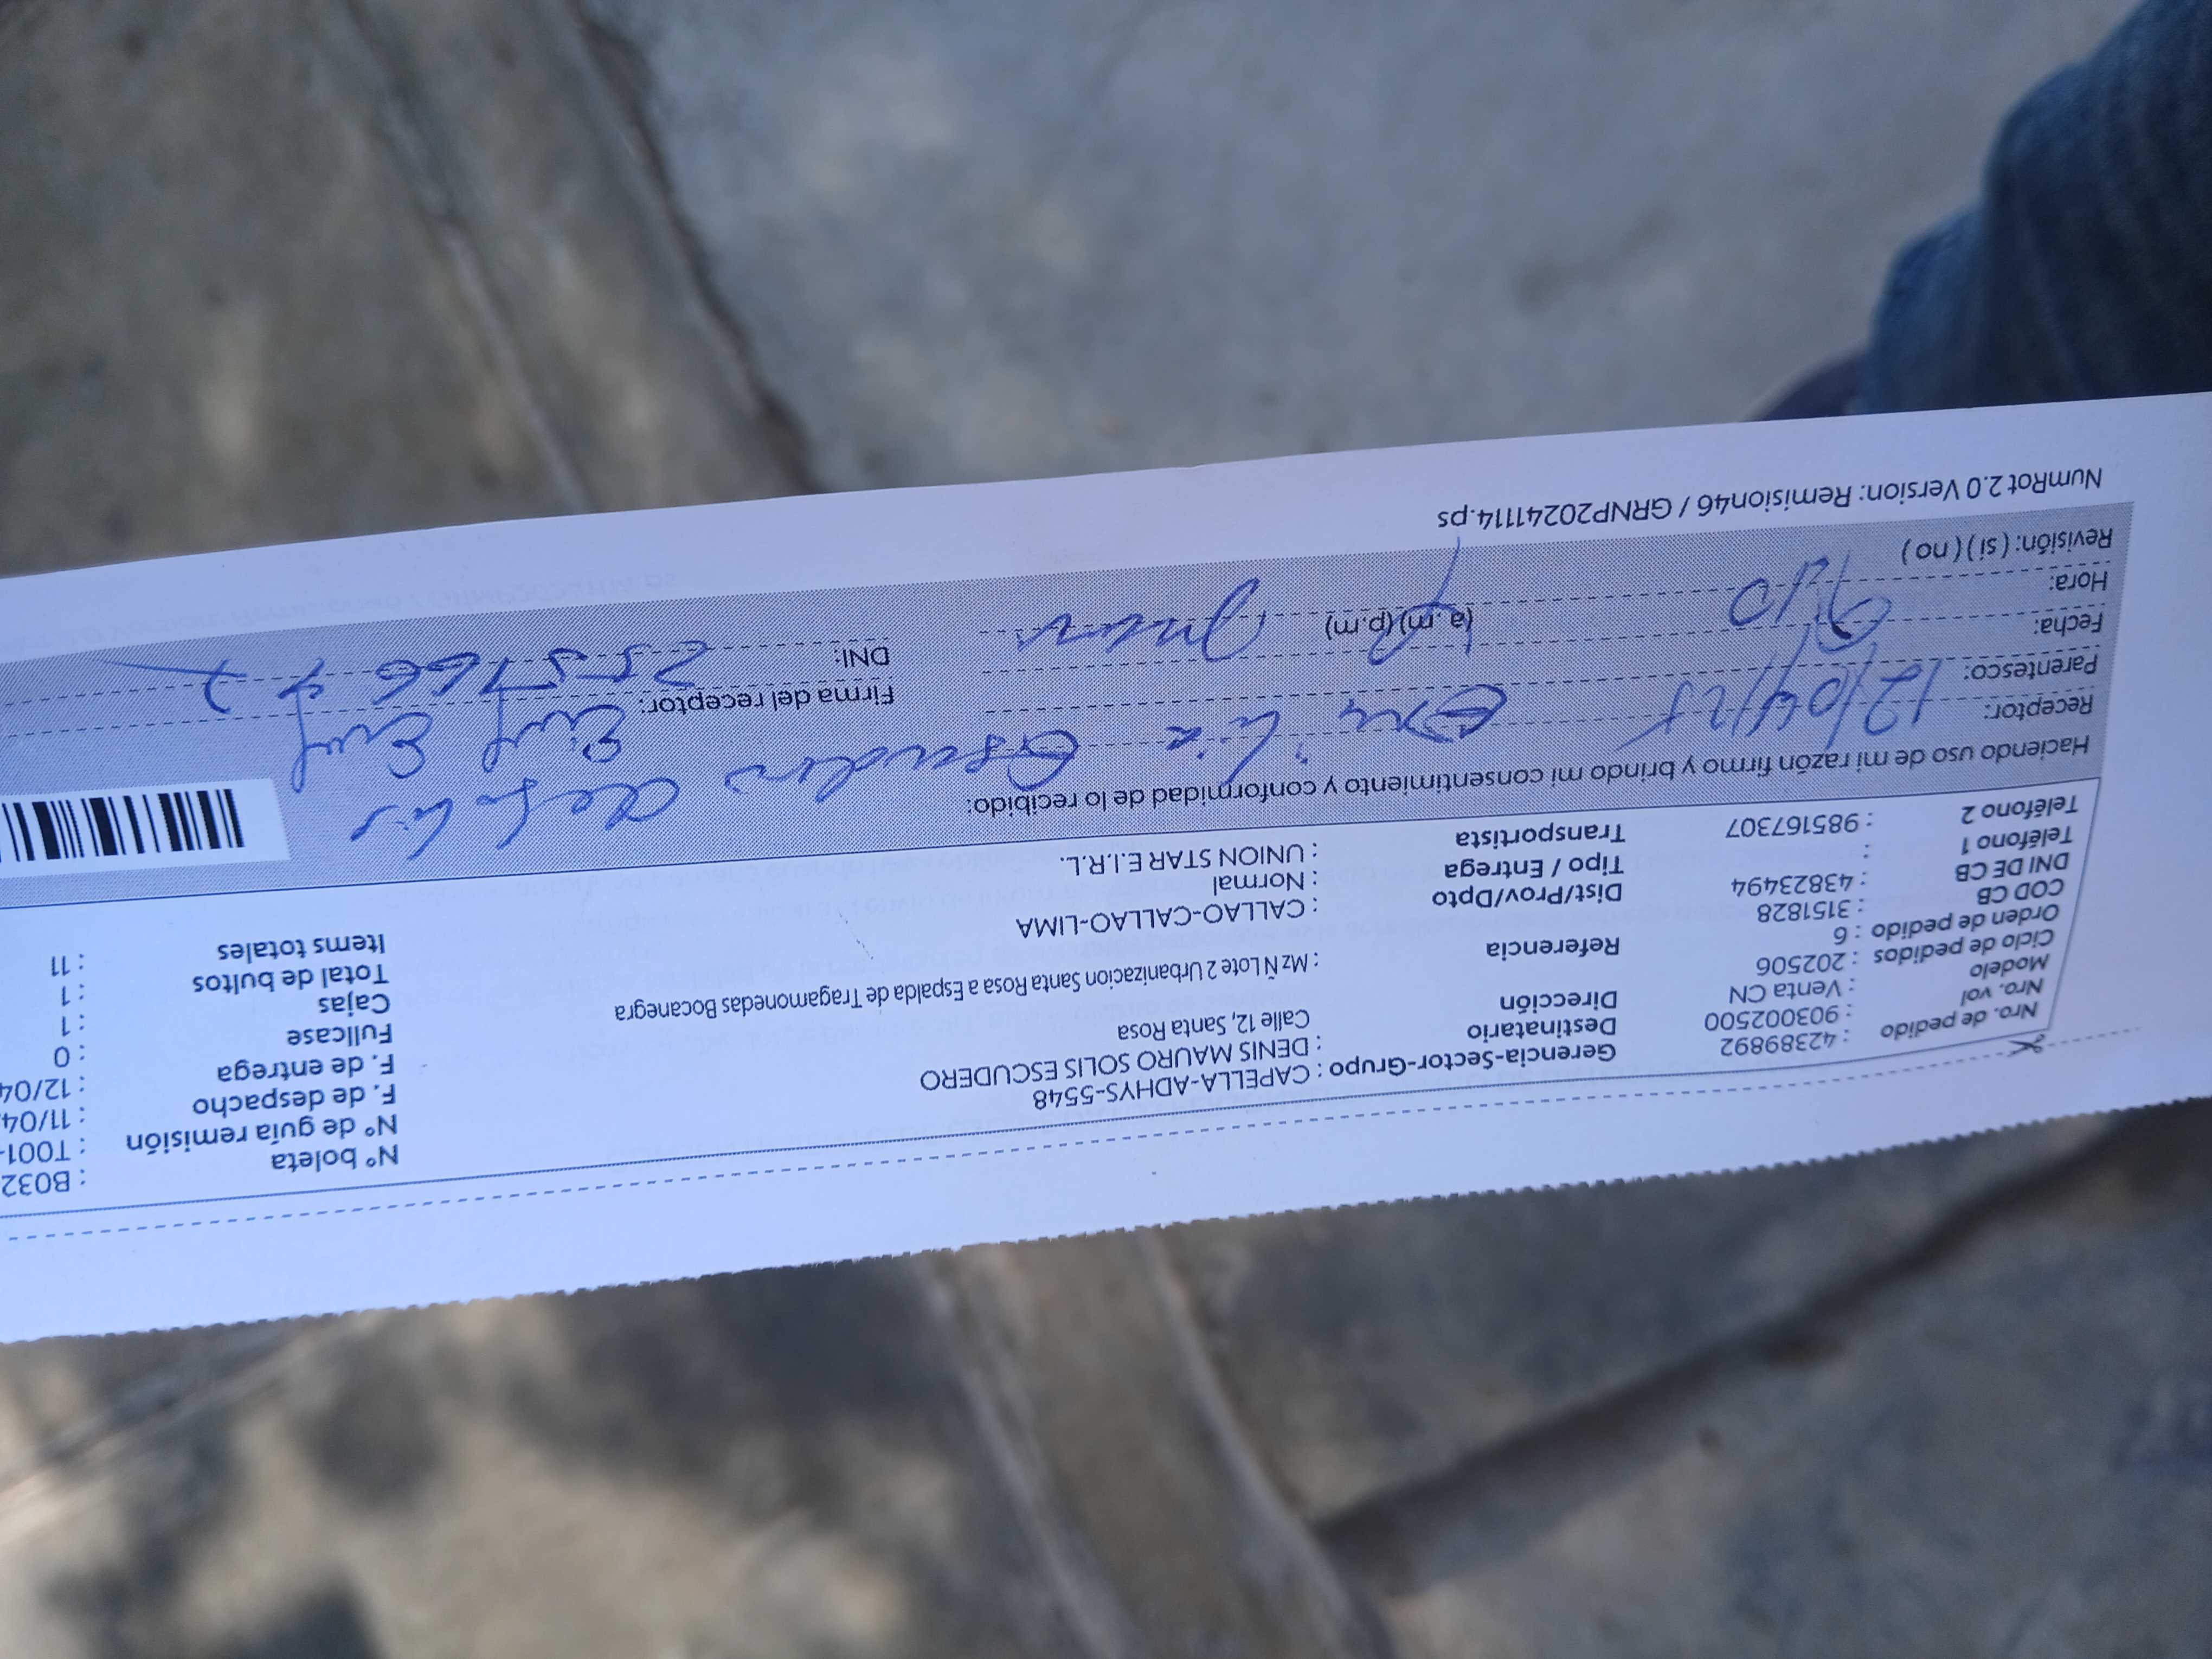 Nro. de pedido : 42389892
Nro. vol : 903002500
Modelo : Venta CN
Ciclo de pedidos : 202506
Orden de pedido : 6
COD CB : 3151828
DNI DE CB : 43823494
Teléfono 1 :
Teléfono 2 : 985167307
Gerencia-Sector-Grupo : CAPELLA-ADHYS-5548
Destinatario : DENIS MAURO SOLIS ESCUDERO
Dirección Calle 12, Santa Rosa
: Mz Ñ Lote 2 Urbanizacion Santa Rosa a Espalda de Tragamonedas Bocanegra
Referencia
Dist/Prov/Dpto : CALLAO-CALLAO-LIMA
Tipo / Entrega : Normal
Transportista : UNION STAR E.I.R.L.
Nº boleta : B032
Nº de guía remisión : T001-
F. de despacho : 11/04
F. de entrega : 12/04
Fullcase : 0
Cajas : 1
Total de bultos : 1
Items totales : 11
Haciendo uso de mi razón firmo y brindo mi consentimiento y conformidad de lo recibido:
Receptor:
Parentesco:
Fecha: 12/04/25
Hora: 9:10 (a.m) (p.m)
Revisión: ( si ) ( no )
Firma del receptor:
DNI:
NumRot 2.0 Version: Remision46 / GRNP20241114.ps